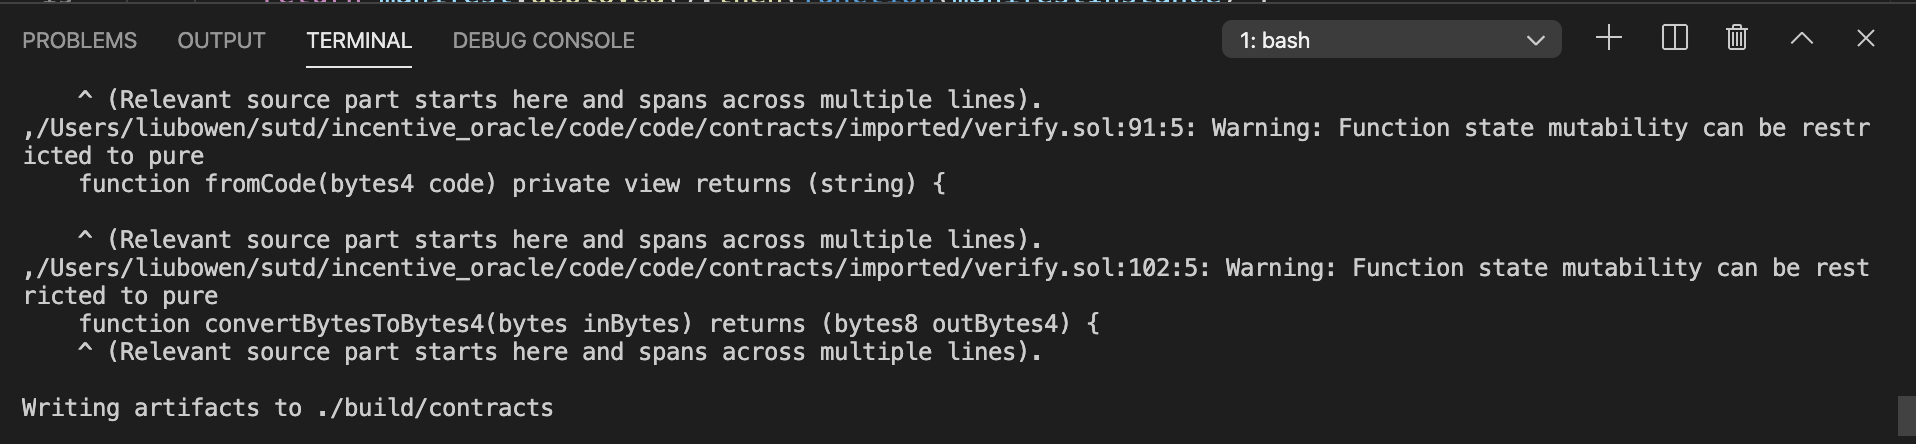 PROBLEMS OUTPUT TERMINAL DEBUG CONSOLE 1: bash
^ (Relevant source part starts here and spans across multiple lines).
,/Users/liubowen/sutd/incentive_oracle/code/code/contracts/imported/verify.sol:91:5: Warning: Function state mutability can be restr
icted to pure
function fromCode(bytes4 code) private view returns (string) {
^ (Relevant source part starts here and spans across multiple lines).
,/Users/liubowen/sutd/incentive_oracle/code/code/contracts/imported/verify.sol:102:5: Warning: Function state mutability can be rest
ricted to pure
function convertBytesToBytes4(bytes inBytes) returns (bytes8 outBytes4) {
^ (Relevant source part starts here and spans across multiple lines).
Writing artifacts to ./build/contracts